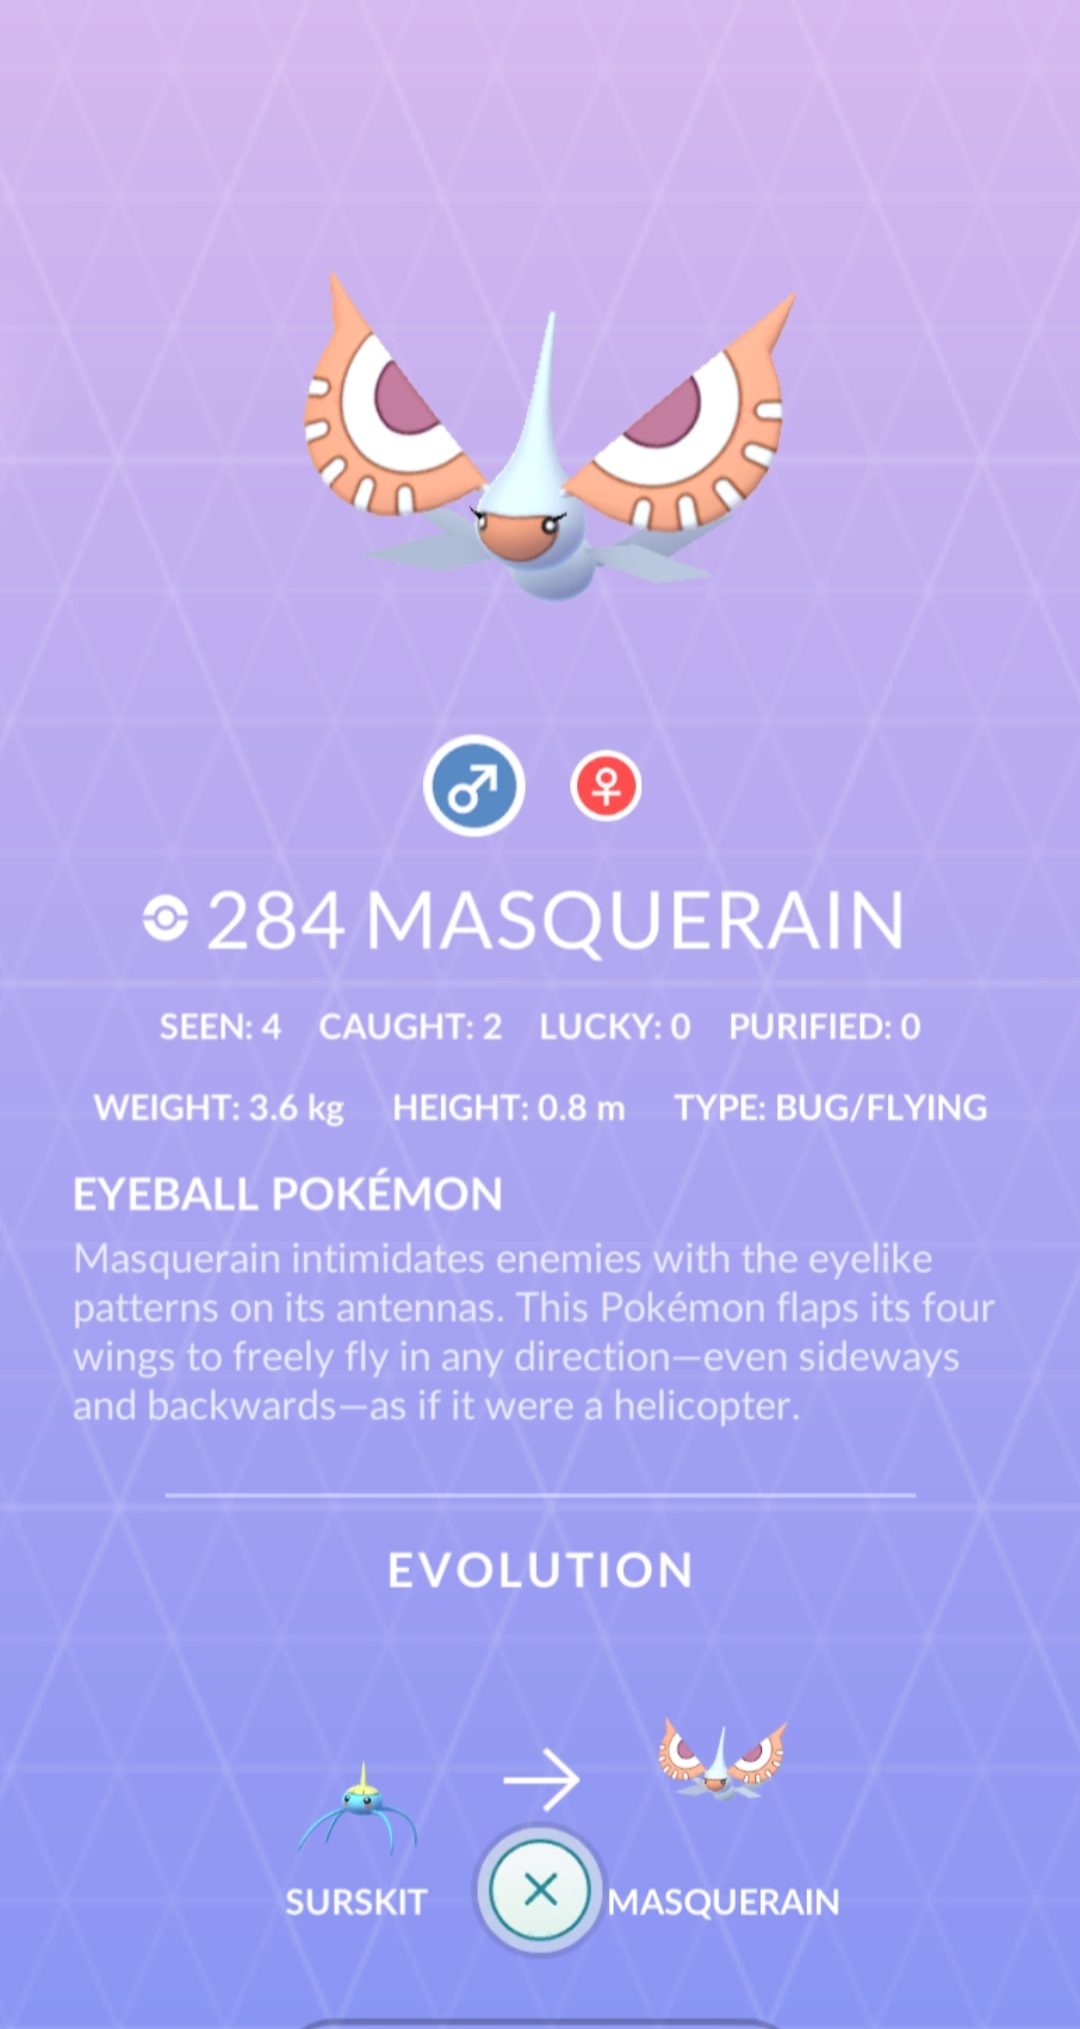 284 MASQUERAIN
SEEN: 4 CAUGHT: 2 LUCKY: 0 PURIFIED: 0
WEIGHT: 3.6 kg HEIGHT: 0.8 m TYPE: BUG/FLYING
EYEBALL POKÉMON
Masquerain intimidates enemies with the eyelike
patterns on its antennas. This Pokémon flaps its four
wings to freely fly in any direction—even sideways
and backwards—as if it were a helicopter.
EVOLUTION
SURSKIT MASQUERAIN